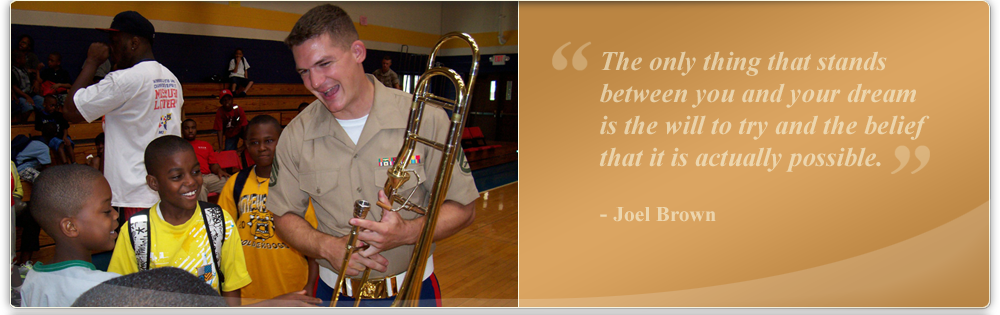 “ The only thing that stands
between you and your dream
is the will to try and the belief
that it is actually possible. ”
- Joel Brown